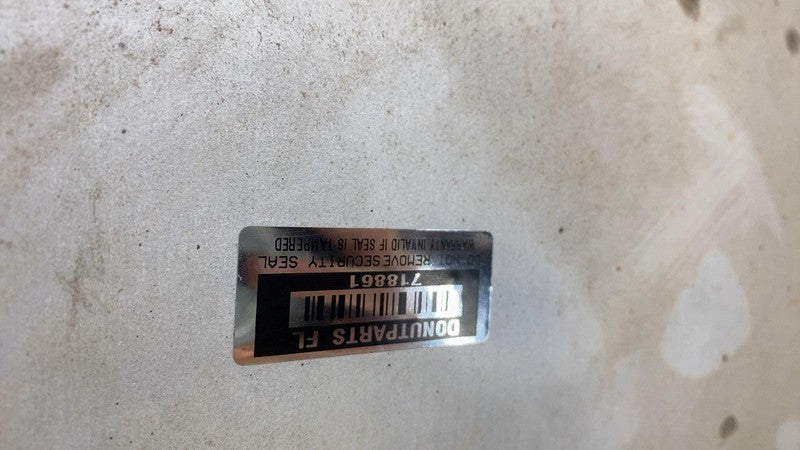 DONUTPARTS FL
718861
DO NOT REMOVE SECURITY SEAL
WARRANTY INVALID IF SEAL IS TAMPERED